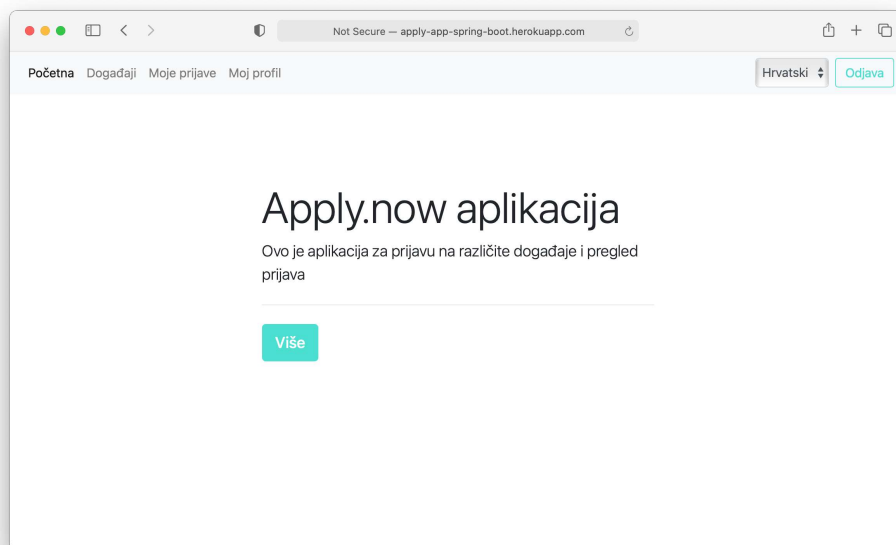 Not Secure — apply-app-spring-boot.herokuapp.com
Početna Događaji Moje prijave Moj profil Hrvatski Odjava
Apply.now aplikacija
Ovo je aplikacija za prijavu na različite događaje i pregled
prijava
Više